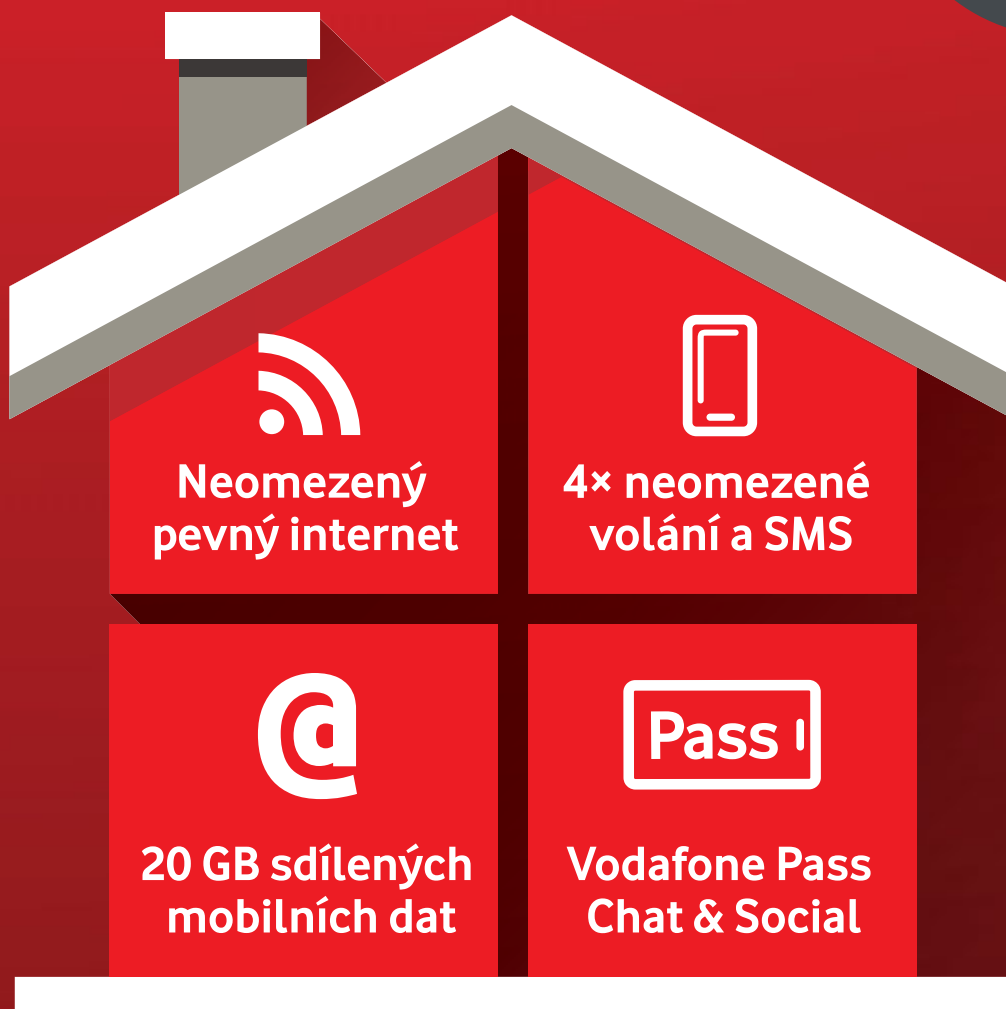 Neomezený
pevný internet
4× neomezené
volání a SMS
20 GB sdílených
mobilních dat
Pass
Vodafone Pass
Chat & Social